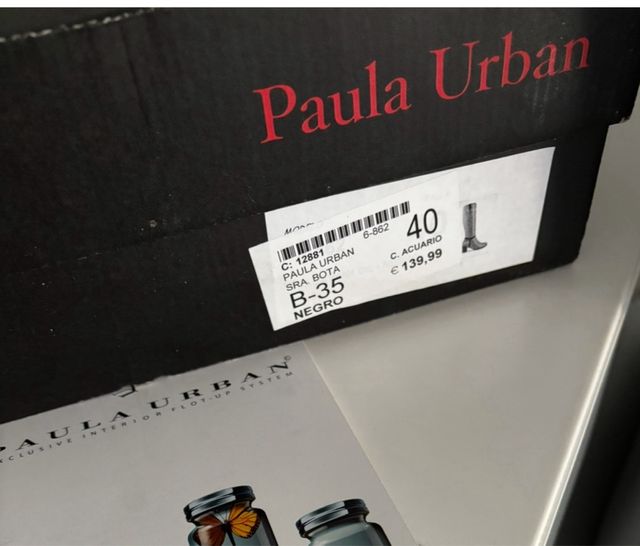 Paula Urban
6-862
40
C: 12881
PAULA URBAN
C. ACUARIO
SRA. BOTA
€ 139,99
B-35
NEGRO
PAULA URBAN®
EXCLUSIVE INTERIOR FLOT-UP SYSTEM